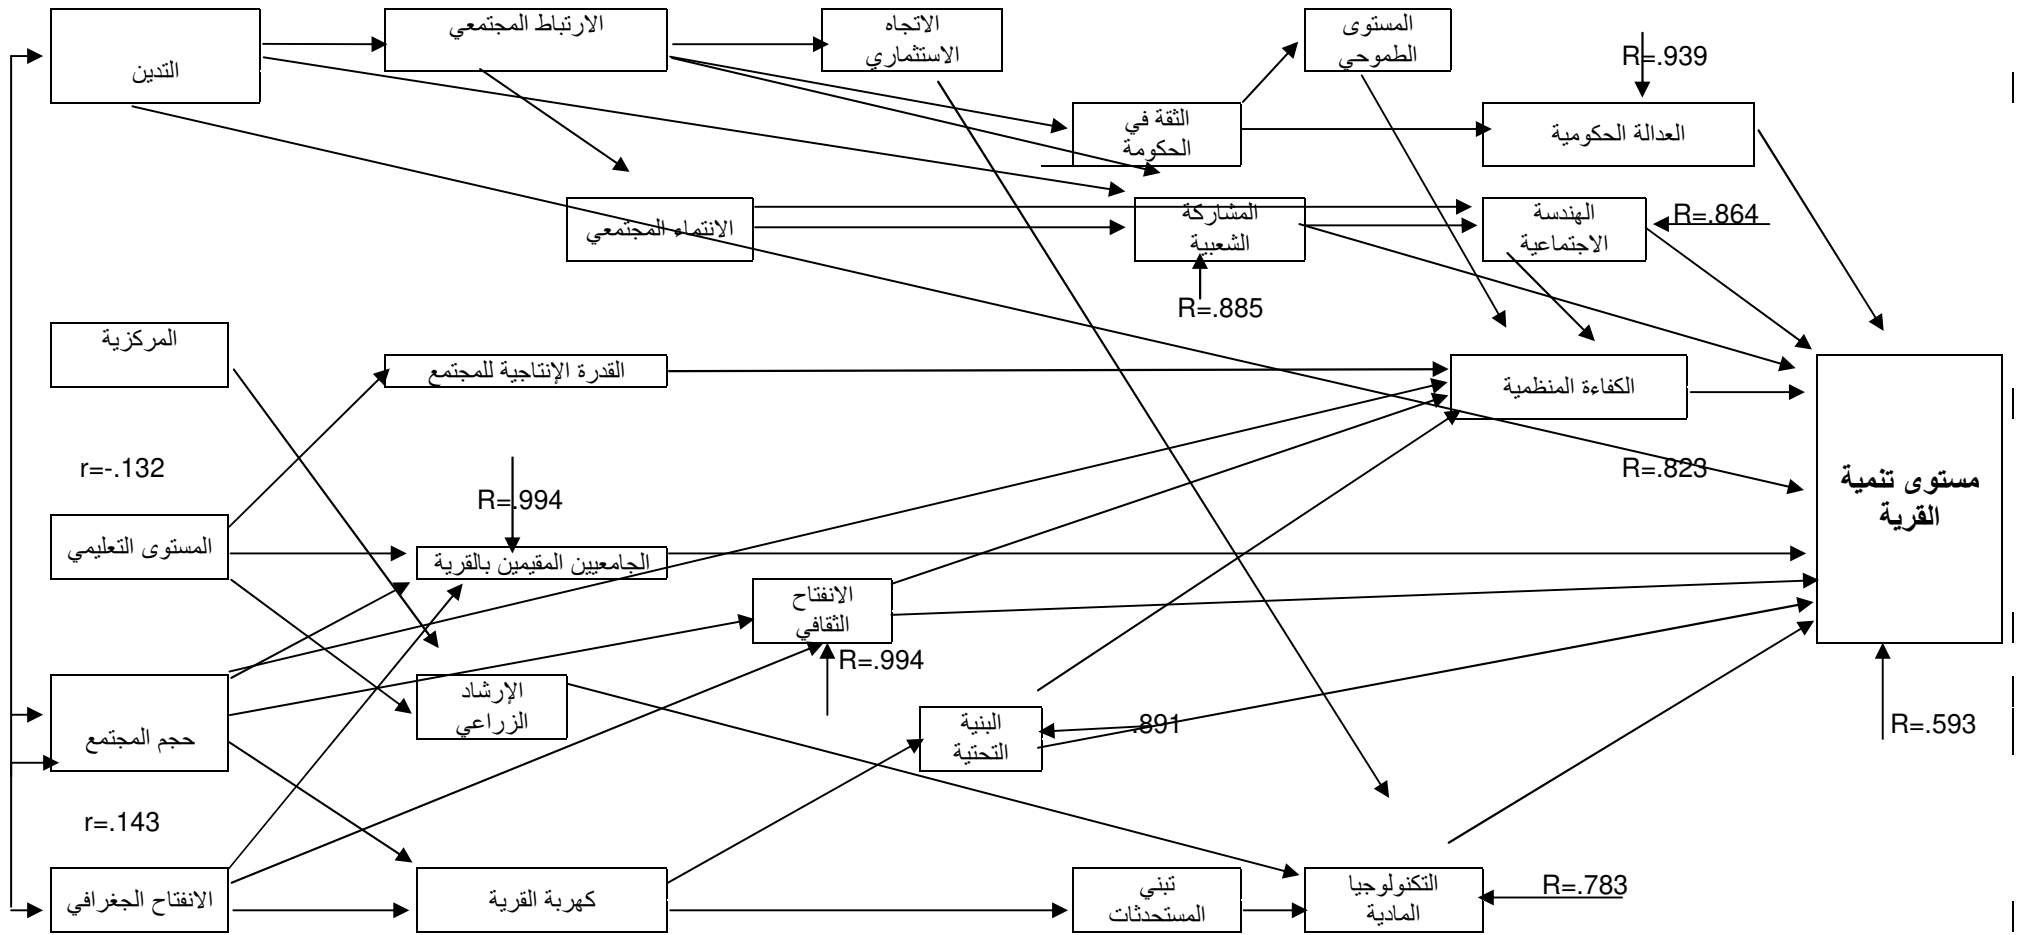 التدين
الارتباط المجتمعي
الاتجاه
الاستثماري
المستوى
الطموحي
R=.939
الثقة في
الحكومة
العدالة الحكومية
الانتماء المجتمعي
المشاركة
الشعبية
الهندسة
الاجتماعية
R=.864
R=.885
المركزية
القدرة الإنتاجية للمجتمع
الكفاءة المنظمية
r=-.132
R=.994
R=.823
مستوى تنمية
القرية
المستوى التعليمي
الجامعيين المقيمين بالقرية
الانفتاح
الثقافي
R=.994
حجم المجتمع
الإرشاد
الزراعي
البنية
التحتية
.891
R=.593
r=.143
الانفتاح الجغرافي
كهربة القرية
تبني
المستحدثات
التكنولوجيا
المادية
R=.783